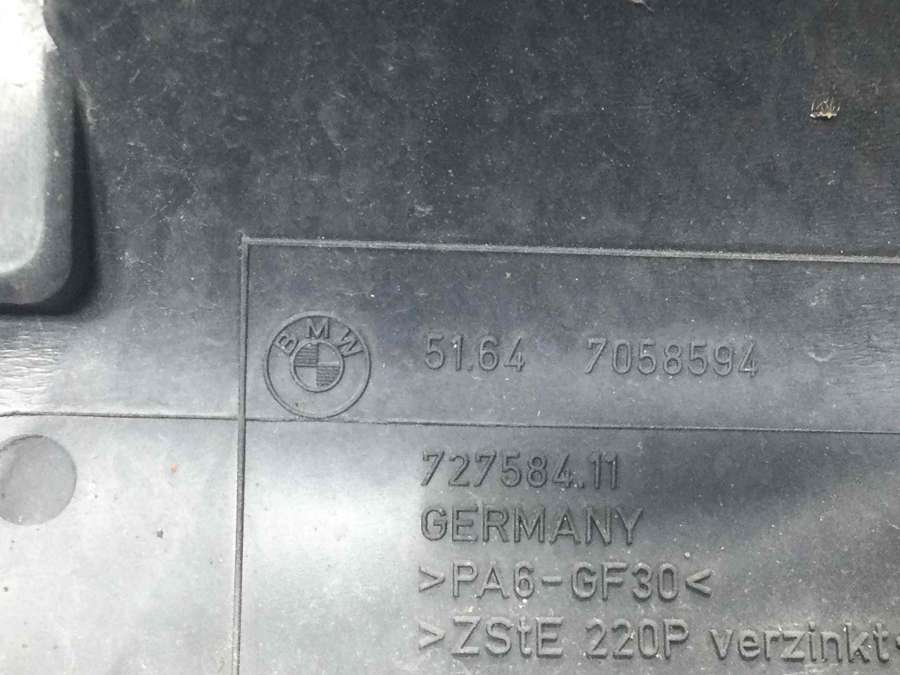 BMW 51.64 7058594
727584.11
GERMANY
>PA6-GF30<
>ZStE 220P verzinkt<